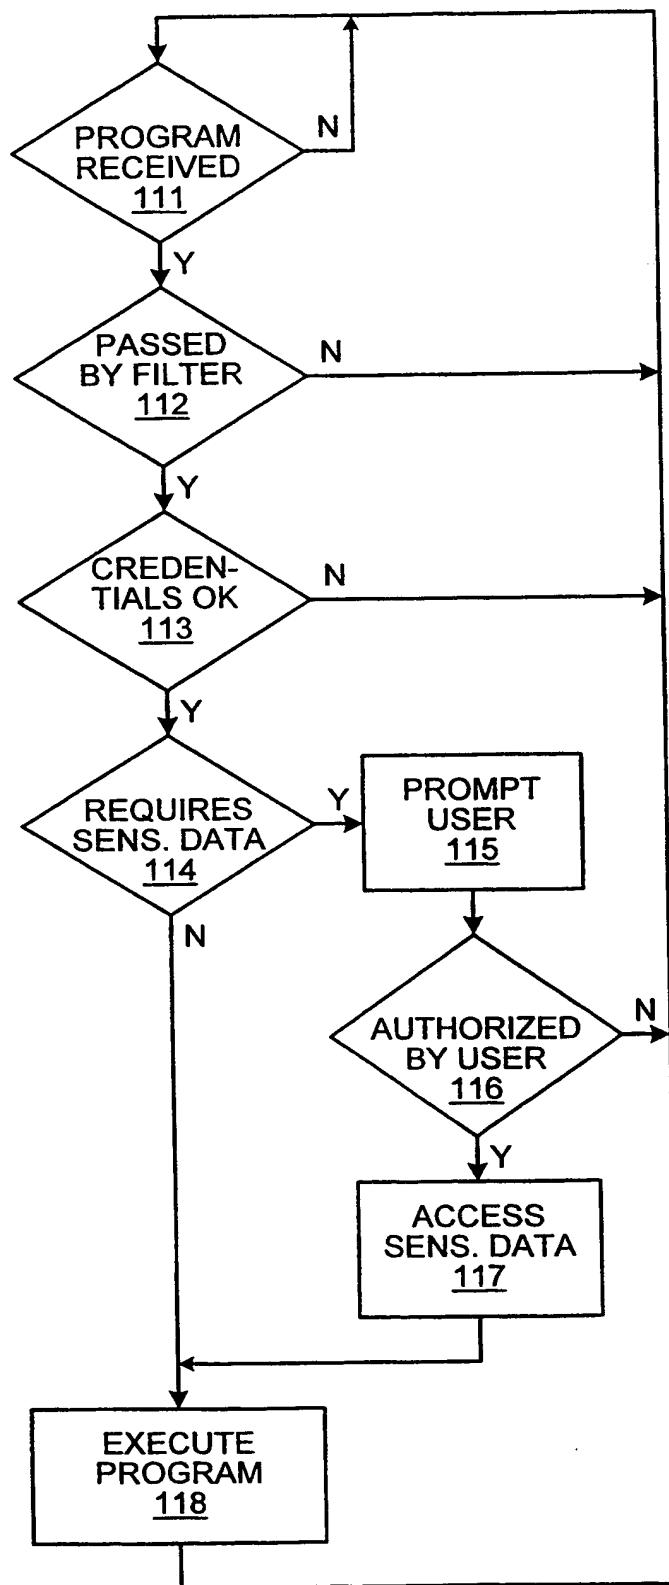 PROGRAM
RECEIVED
111
N
Y
PASSED
BY FILTER
112
N
Y
CREDEN-
TIALS OK
113
N
Y
REQUIRES
SENS. DATA
114
Y
N
PROMPT
USER
115
AUTHORIZED
BY USER
116
N
Y
ACCESS
SENS. DATA
117
EXECUTE
PROGRAM
118